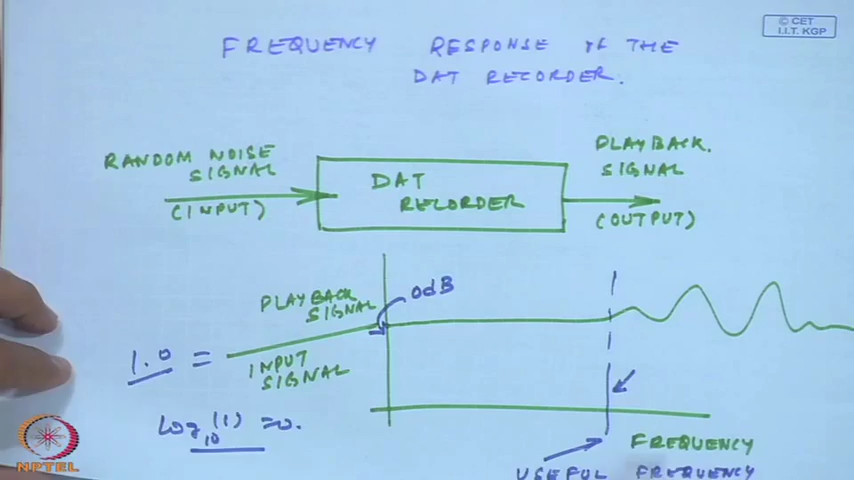 © CET
I.I.T. KGP
FREQUENCY RESPONSE OF THE
DAT RECORDER.
RANDOM NOISE
SIGNAL
(INPUT)
DAT
RECORDER
PLAYBACK.
SIGNAL
(OUTPUT)
PLAYBACK
SIGNAL
0dB
1.0 =
INPUT
SIGNAL
log10(1) =0.
FREQUENCY
USEFUL FREQUENCY
NPTEL